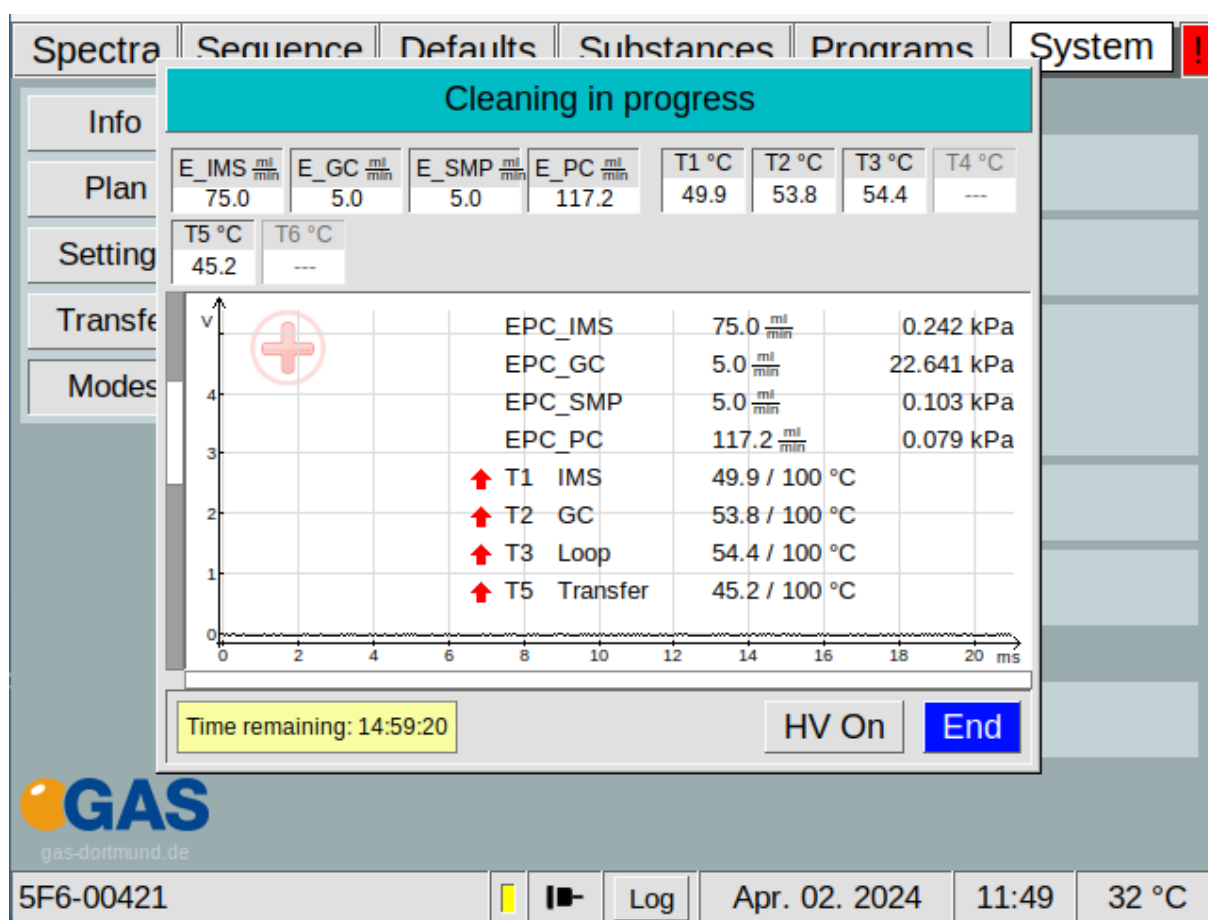 Spectra Sequence Defaults Substances Programs System !
Cleaning in progress
Info
Plan
Setting
Transfe
Modes
E_IMS ml/min E_GC ml/min E_SMP ml/min E_PC ml/min T1 °C T2 °C T3 °C T4 °C
75.0 5.0 5.0 117.2 49.9 53.8 54.4 ---
T5 °C T6 °C
45.2 ---
V
EPC_IMS 75.0 ml/min 0.242 kPa
EPC_GC 5.0 ml/min 22.641 kPa
4
EPC_SMP 5.0 ml/min 0.103 kPa
EPC_PC 117.2 ml/min 0.079 kPa
3
T1 IMS 49.9 / 100 °C
2
T2 GC 53.8 / 100 °C
T3 Loop 54.4 / 100 °C
1
T5 Transfer 45.2 / 100 °C
0
0 2 4 6 8 10 12 14 16 18 20 ms
Time remaining: 14:59:20 HV On End
GAS
gas-dortmund.de
5F6-00421 Log Apr. 02. 2024 11:49 32 °C